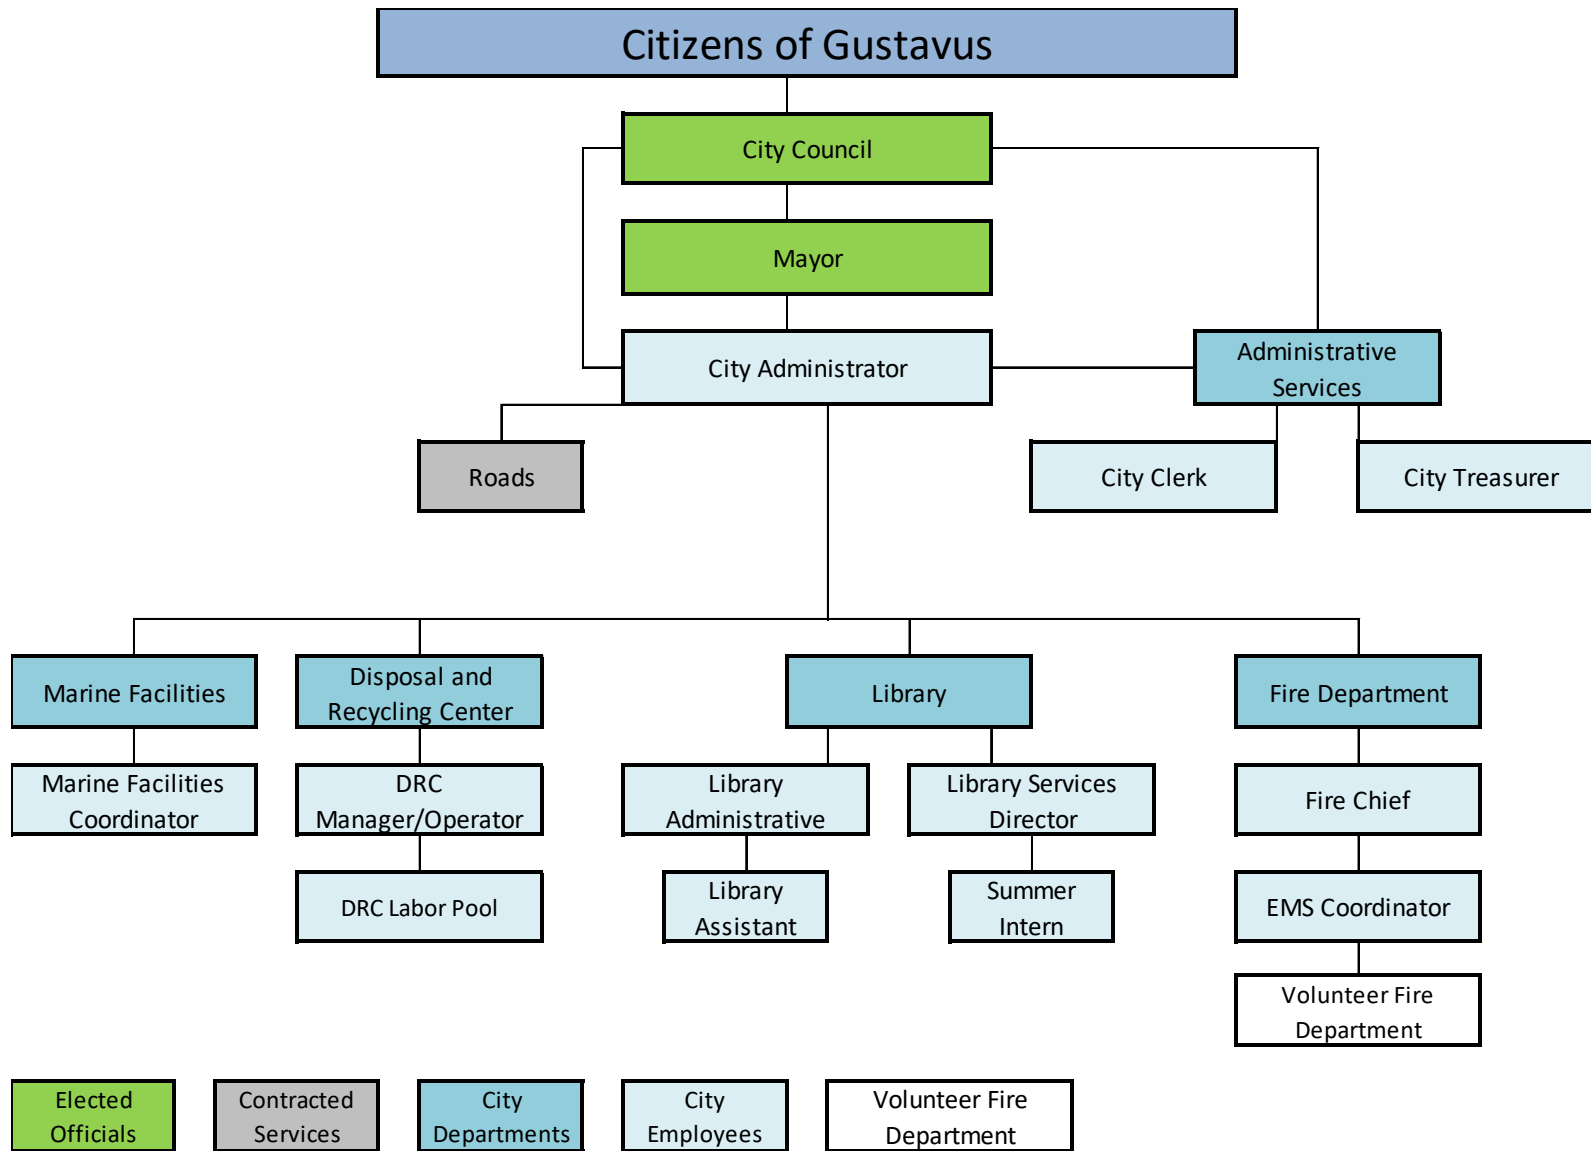 Citizens of Gustavus
City Council
Mayor
City Administrator
Administrative
Services
Roads
City Clerk
City Treasurer
Marine Facilities
Disposal and
Recycling Center
Library
Fire Department
Marine Facilities
Coordinator
DRC
Manager/Operator
Library
Administrative
Library Services
Director
Fire Chief
DRC Labor Pool
Library
Assistant
Summer
Intern
EMS Coordinator
Volunteer Fire
Department
Elected
Officials
Contracted
Services
City
Departments
City
Employees
Volunteer Fire
Department